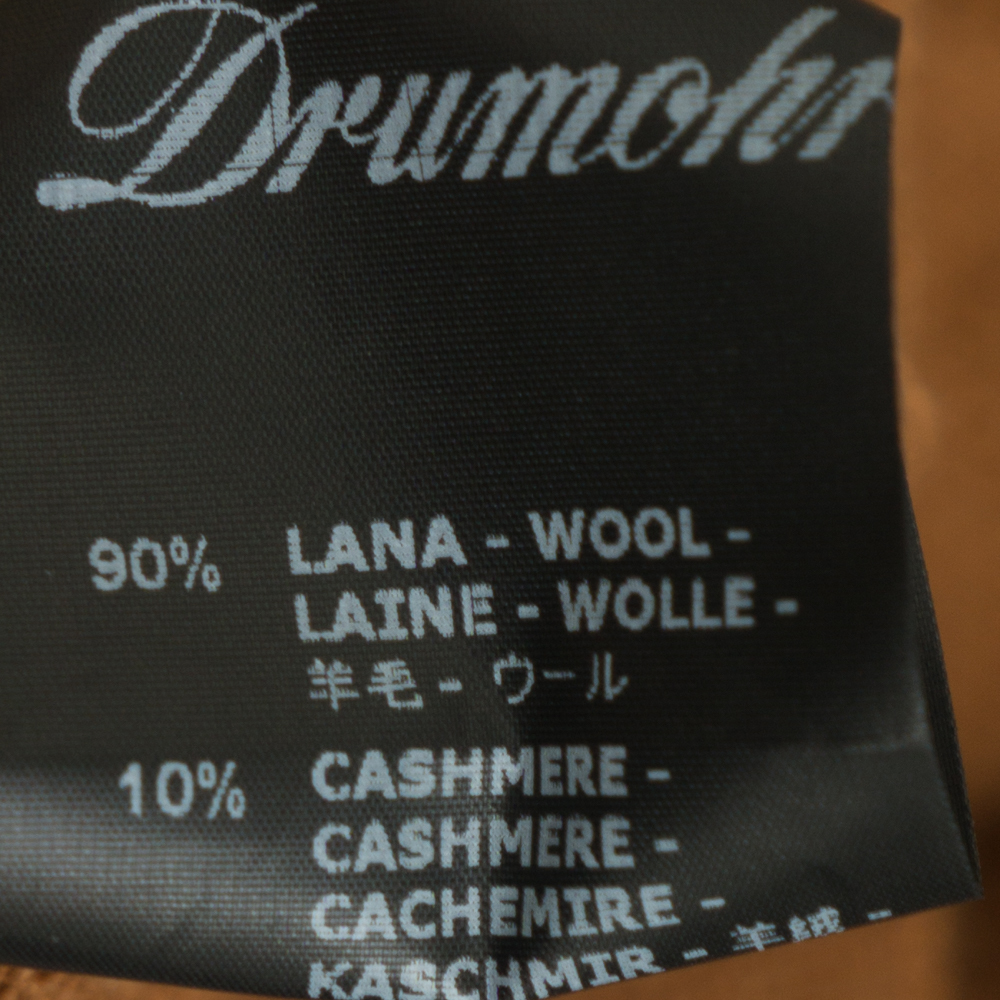 Drumohr
90% LANA - WOOL -
LAINE - WOLLE -
羊毛 - ウール
10% CASHMERE -
CASHMERE -
CACHEMIRE -
KASCHMIR - 羊絨 -